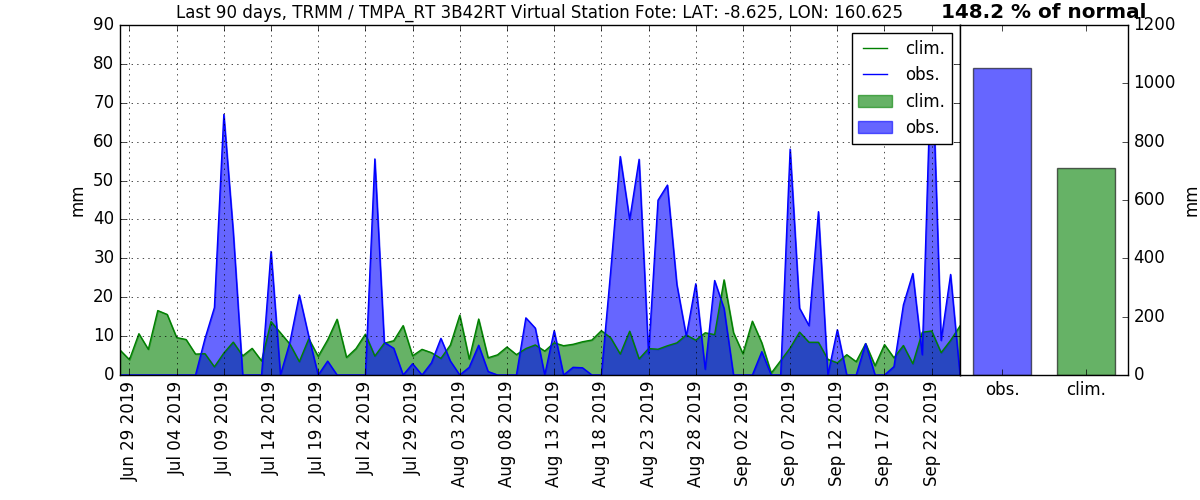 Last 90 days, TRMM / TMPA_RT 3B42RT Virtual Station Fote: LAT: -8.625, LON: 160.625
148.2 % of normal
90
80
70
60
50
40
30
20
10
0
mm
clim.
obs.
clim.
obs.
1200
1000
800
600
400
200
0
mm
obs.
clim.
Jun 29 2019
Jul 04 2019
Jul 09 2019
Jul 14 2019
Jul 19 2019
Jul 24 2019
Jul 29 2019
Aug 03 2019
Aug 08 2019
Aug 13 2019
Aug 18 2019
Aug 23 2019
Aug 28 2019
Sep 02 2019
Sep 07 2019
Sep 12 2019
Sep 17 2019
Sep 22 2019